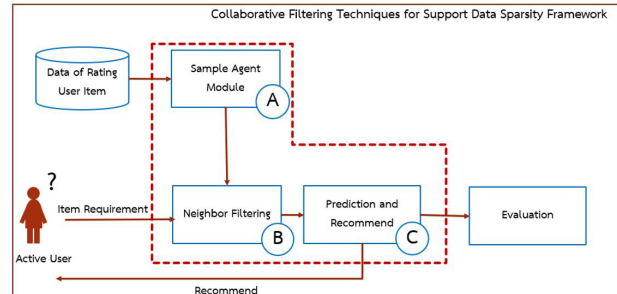 Collaborative Filtering Techniques for Support Data Sparsity Framework
Data of Rating
User Item
Sample Agent
Module
A
?
Item Requirement
Active User
Neighbor Filtering
B
Prediction and
Recommend
C
Evaluation
Recommend